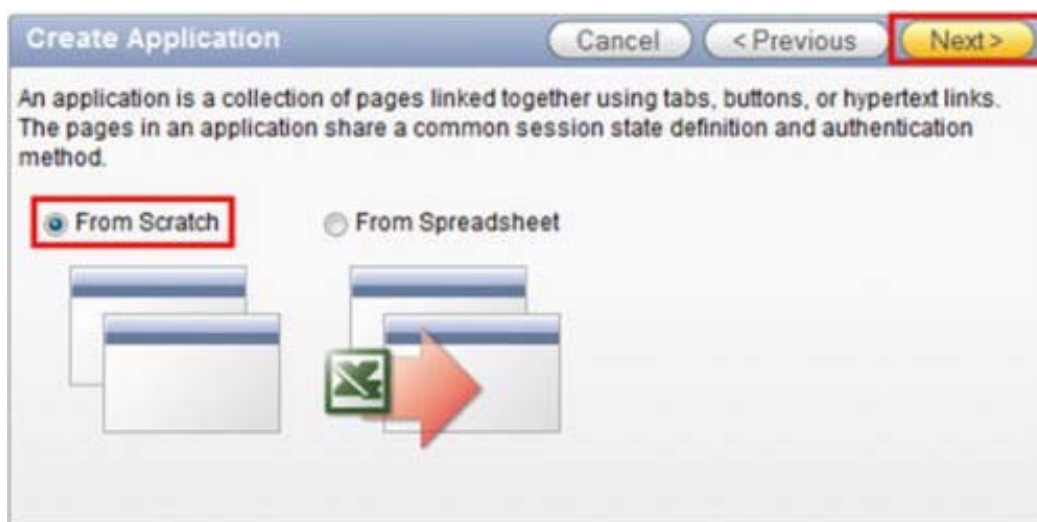 Create Application
Cancel
< Previous
Next >
An application is a collection of pages linked together using tabs, buttons, or hypertext links.
The pages in an application share a common session state definition and authentication
method.
From Scratch
From Spreadsheet